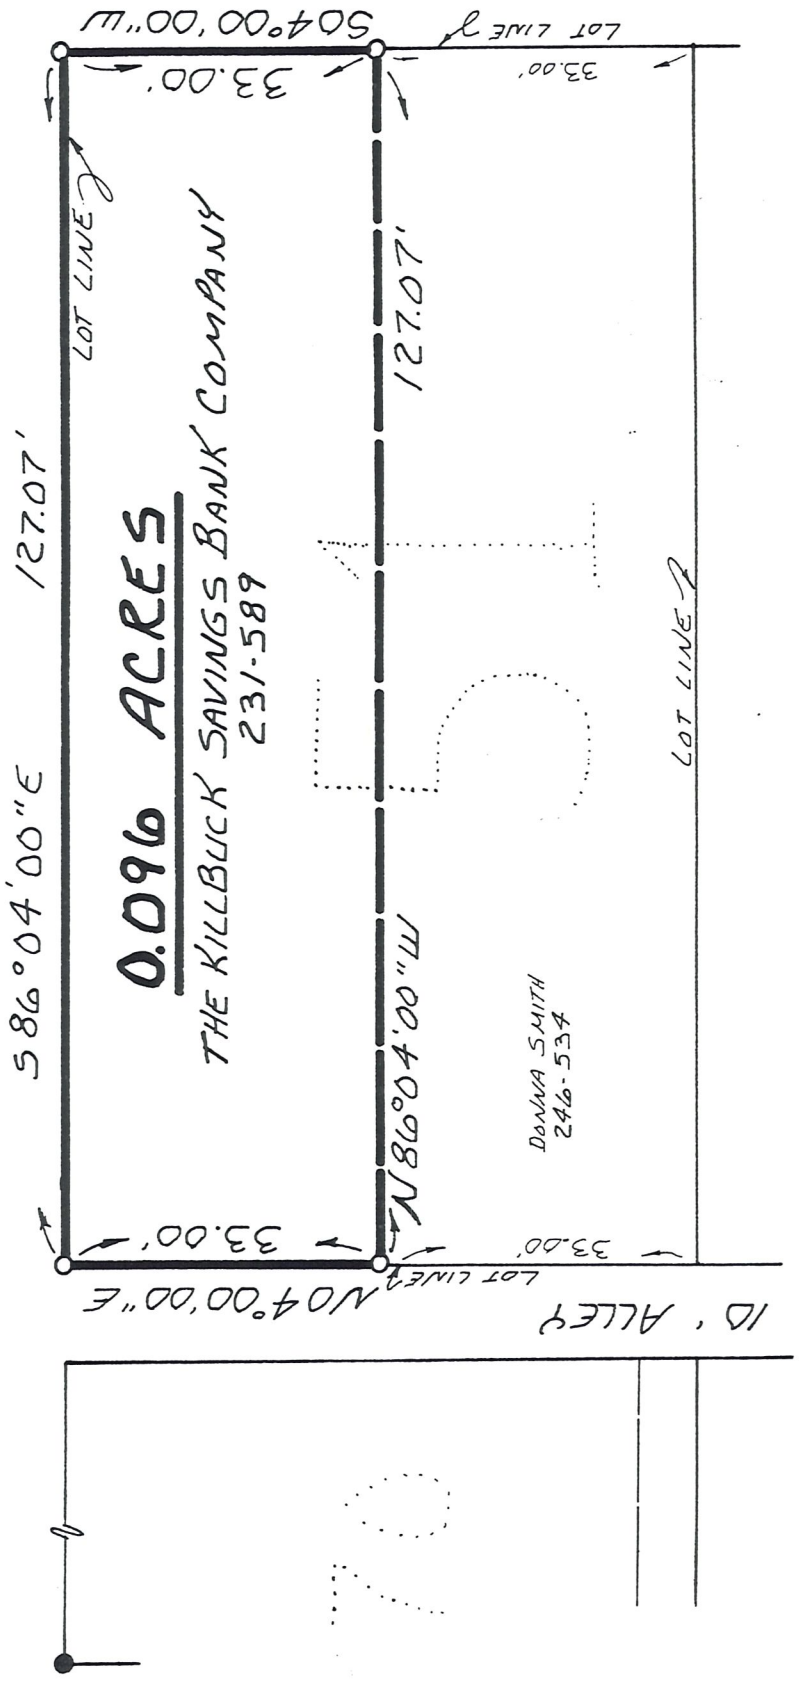 S 86°04'00"E 127.07'
LOT LINE
S04°00'00"W
33.00'
0.096 ACRES
THE KILLBUCK SAVINGS BANK COMPANY
231-589
N04°00'00"E
33.00'
N86°04'00"W 127.07'
51
LOT LINE
33.00'
LOT LINE
33.00'
DONNA SMITH
246-534
LOT LINE
10' ALLEY
70